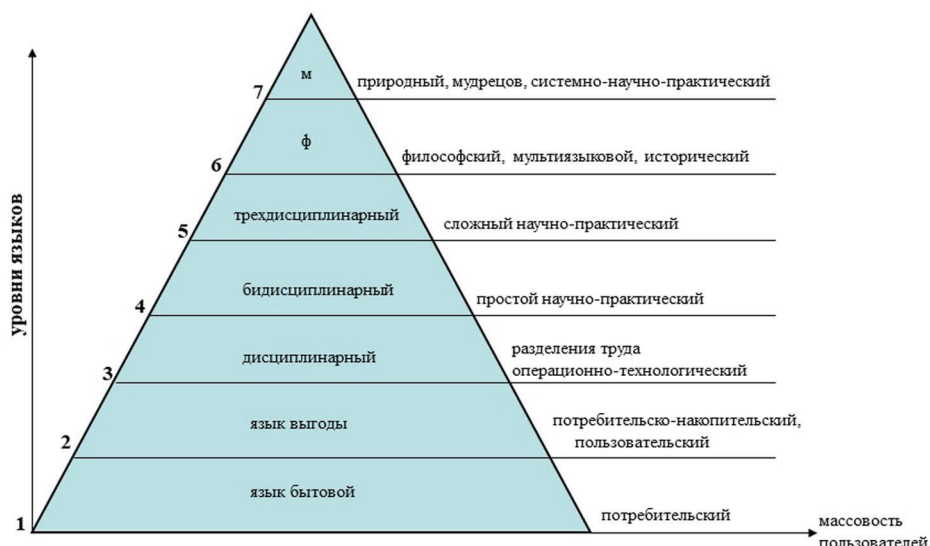 м
7
природный, мудрецов, системно-научно-практический
ф
6
философский, мультиязыковой, исторический
трехдисциплинарный
5
сложный научно-практический
бидисциплинарный
4
простой научно-практический
дисциплинарный
3
разделения труда
операционно-технологический
язык выгоды
2
потребительско-накопительский,
пользовательский
язык бытовой
1
потребительский
уровни языков
массовость
пользователей